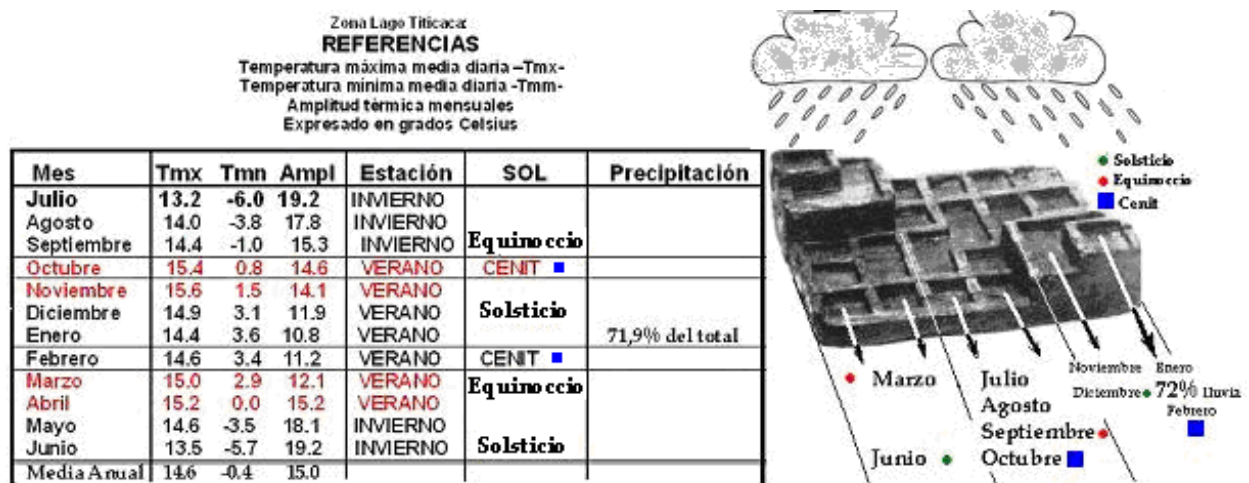 Zona Lago Titicaca:
REFERENCIAS
Temperatura máxima media diaria –Tmx-
Temperatura mínima media diaria -Tmm-
Amplitud térmica mensuales
Expresado en grados Celsius
Mes Tmx Tmn Ampl Estación SOL Precipitación
Julio 13.2 -6.0 19.2 INVIERNO
Agosto 14.0 -3.8 17.8 INVIERNO
Septiembre 14.4 -1.0 15.3 INVIERNO Equinoccio
Octubre 15.4 0.8 14.6 VERANO CENIT
Noviembre 15.6 1.5 14.1 VERANO
Diciembre 14.9 3.1 11.9 VERANO Solsticio
Enero 14.4 3.6 10.8 VERANO 71,9% del total
Febrero 14.6 3.4 11.2 VERANO CENIT
Marzo 15.0 2.9 12.1 VERANO Equinoccio
Abril 15.2 0.0 15.2 VERANO
Mayo 14.6 -3.5 18.1 INVIERNO
Junio 13.5 -5.7 19.2 INVIERNO Solsticio
Media Anual 14.6 -0.4 15.0
Solsticio
Equinoccio
Cenit
Marzo
Junio
Julio
Agosto
Septiembre
Octubre
Noviembre
Diciembre
Enero
72% lluvia
Febrero